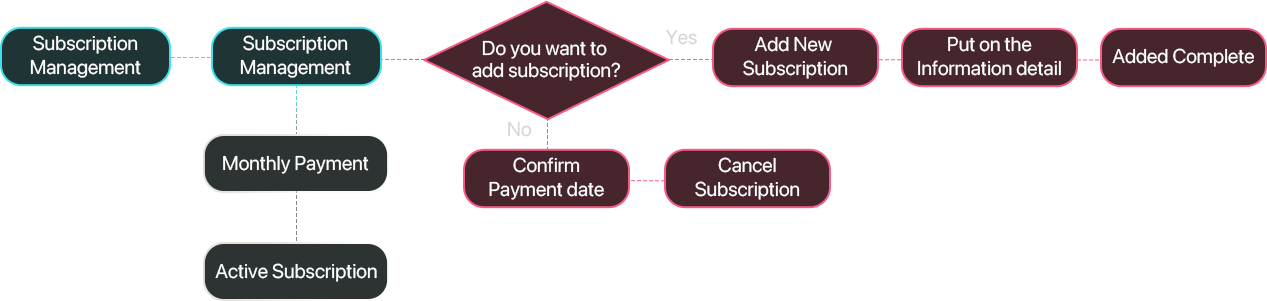 Subscription
Management
Subscription
Management
Do you want to
add subscription?
Yes
Add New
Subscription
Put on the
Information detail
Added Complete
No
Monthly Payment
Confirm
Payment date
Cancel
Subscription
Active Subscription